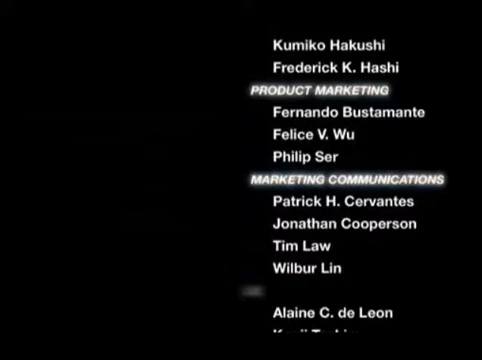 Kumiko Hakushi
Frederick K. Hashi
PRODUCT MARKETING
Fernando Bustamante
Felice V. Wu
Philip Ser
MARKETING COMMUNICATIONS
Patrick H. Cervantes
Jonathan Cooperson
Tim Law
Wilbur Lin
Alaine C. de Leon